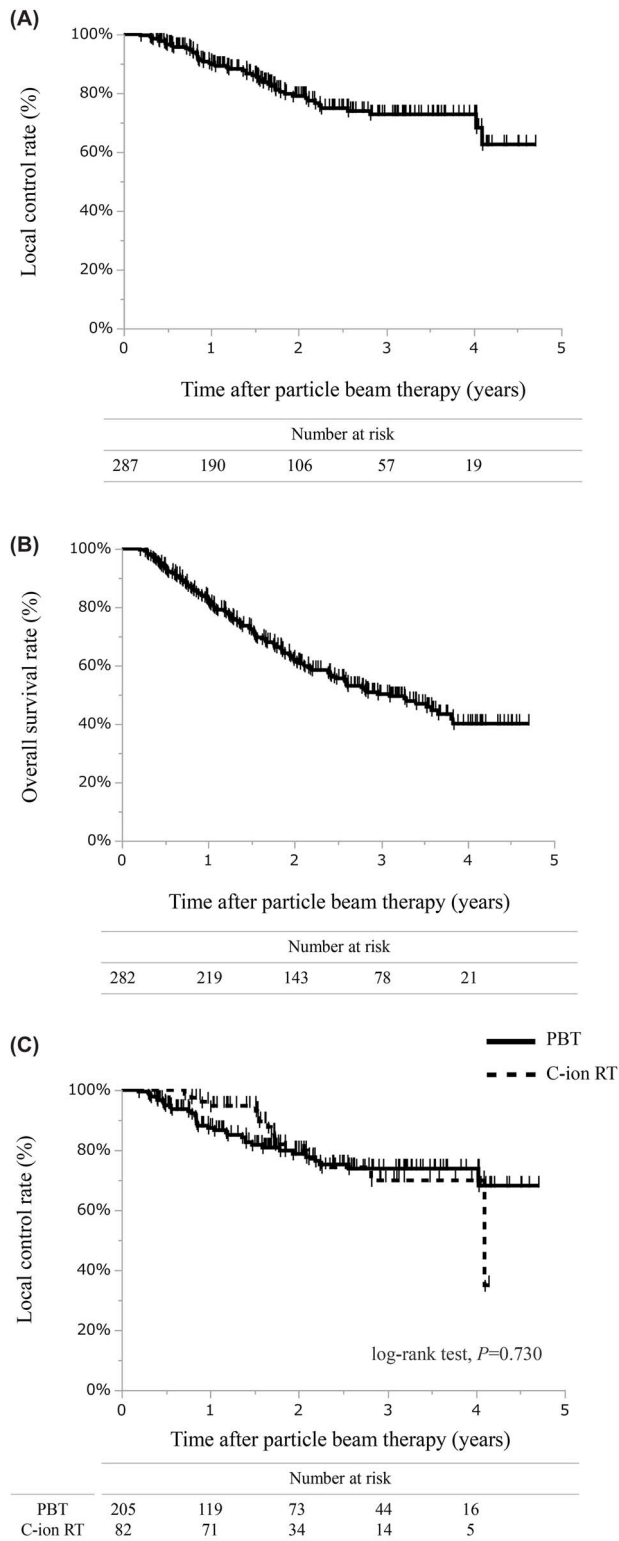 (A)
100%
80%
60%
40%
20%
0%
Local control rate (%)
0 1 2 3 4 5
Time after particle beam therapy (years)
Number at risk
287 190 106 57 19
(B)
100%
80%
60%
40%
20%
0%
Overall survival rate (%)
0 1 2 3 4 5
Time after particle beam therapy (years)
Number at risk
282 219 143 78 21
(C)
PBT
C-ion RT
100%
80%
60%
40%
20%
0%
Local control rate (%)
log-rank test, P=0.730
0 1 2 3 4 5
Time after particle beam therapy (years)
Number at risk
PBT 205 119 73 44 16
C-ion RT 82 71 34 14 5